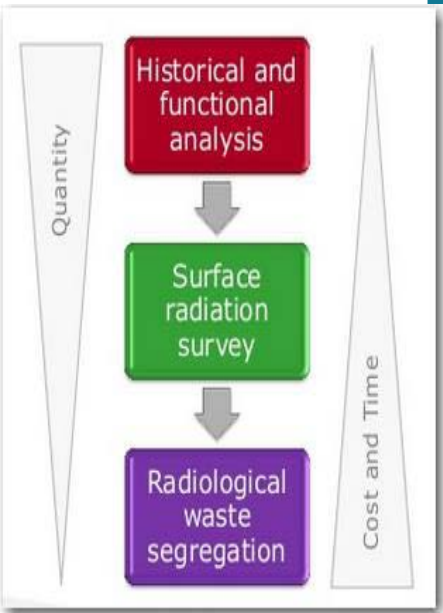 Quantity
Historical and
functional
analysis
Surface
radiation
survey
Radiological
waste
segregation
Cost and Time